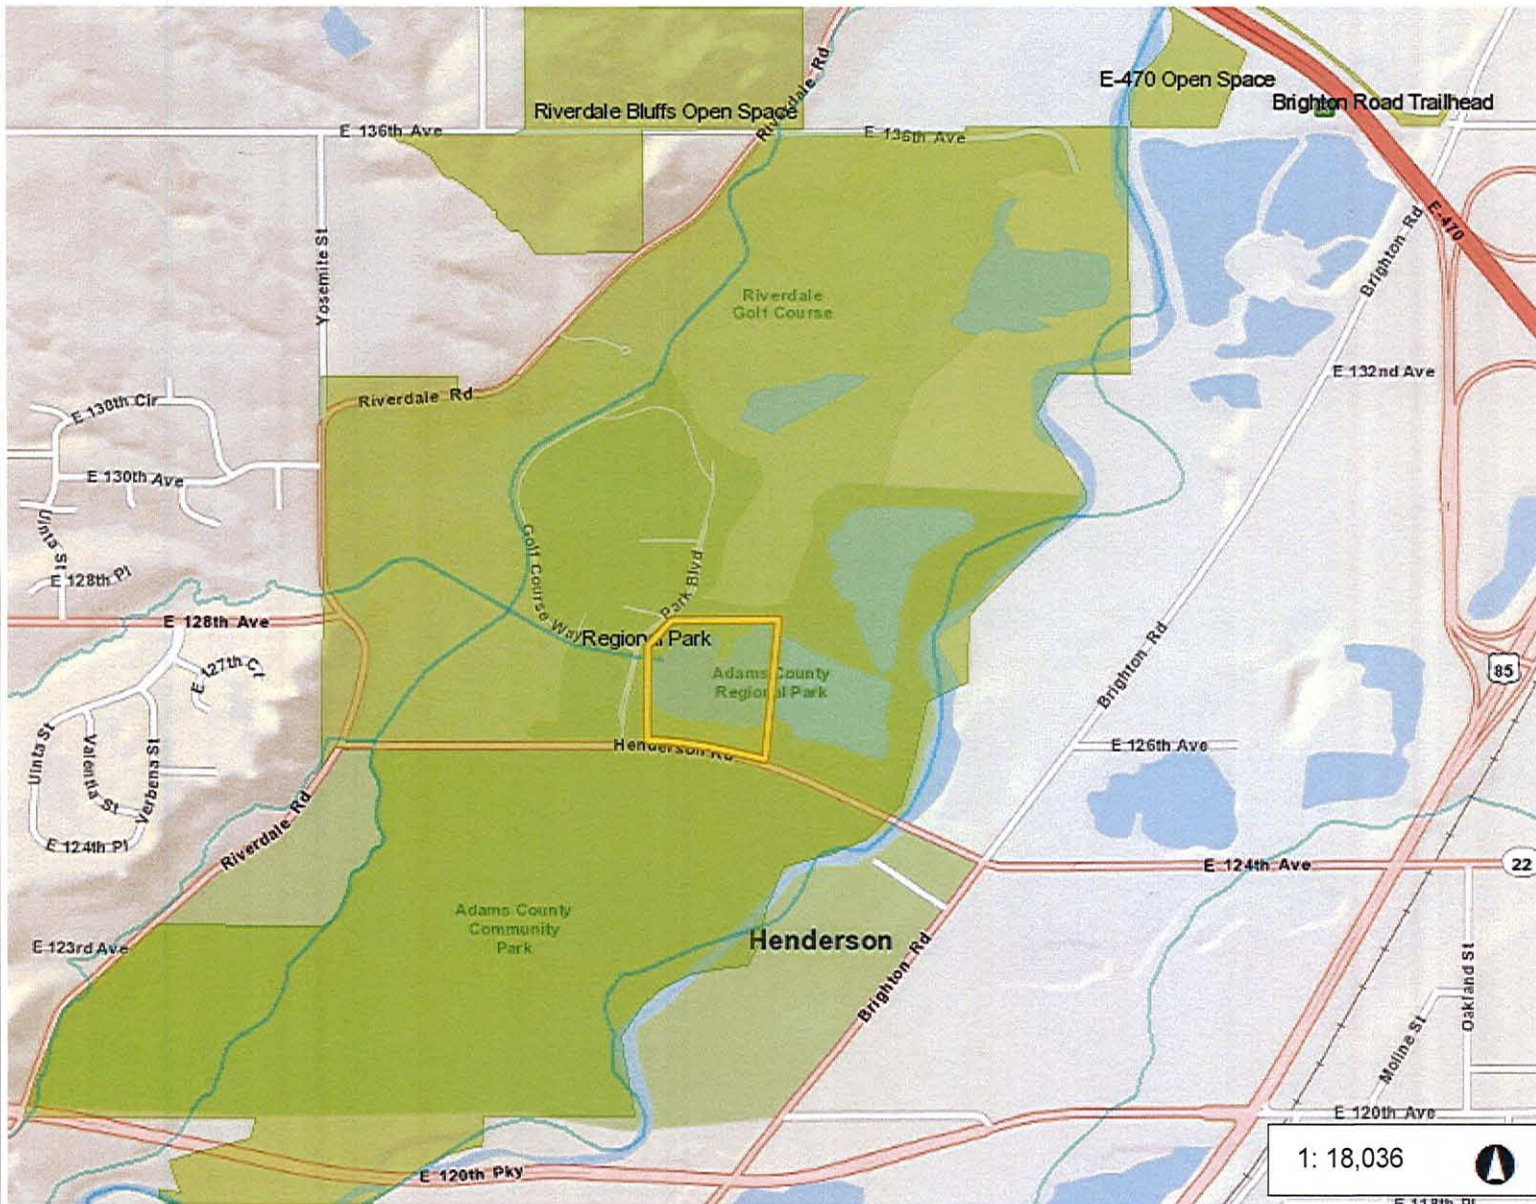 E-470 Open Space
Brighton Road Trailhead
Riverdale Bluffs Open Space
Riverdale Rd
E 136th Ave
E 136th Ave
E-470
Brighton Rd
Yosemite St
Riverdale
Golf Course
E 132nd Ave
Riverdale Rd
E 130th Cir
E 130th Ave
Uinta St
E 128th Pl
Golf Course Way
Park Blvd
E 128th Ave
Regional Park
E 127th Ct
Adams County
Regional Park
Brighton Rd
85
Uinta St
Valentia St
Verbena St
Henderson Rd
E 126th Ave
E 124th Pl
Riverdale Rd
E 124th Ave
22
Adams County
Community
Park
E 123rd Ave
Henderson
Brighton Rd
Oakland St
Moline St
E 120th Ave
E 120th Pky
1: 18,036
E 118th Pl